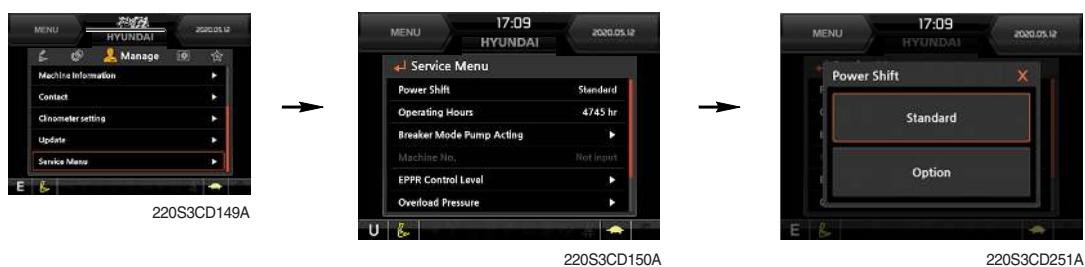 MENU
HYUNDAI
2020.05.12
Manage
Machine Information
Contact
Clinometer setting
Update
Service Menu
E
220S3CD149A
MENU
17:09
HYUNDAI
2020.05.12
Service Menu
Power Shift Standard
Operating Hours 4745 hr
Breaker Mode Pump Acting
Machine No. Not input
EPPR Control Level
Overload Pressure
U
220S3CD150A
MENU
17:09
HYUNDAI
2020.05.12
Power Shift X
Standard
Option
E
220S3CD251A